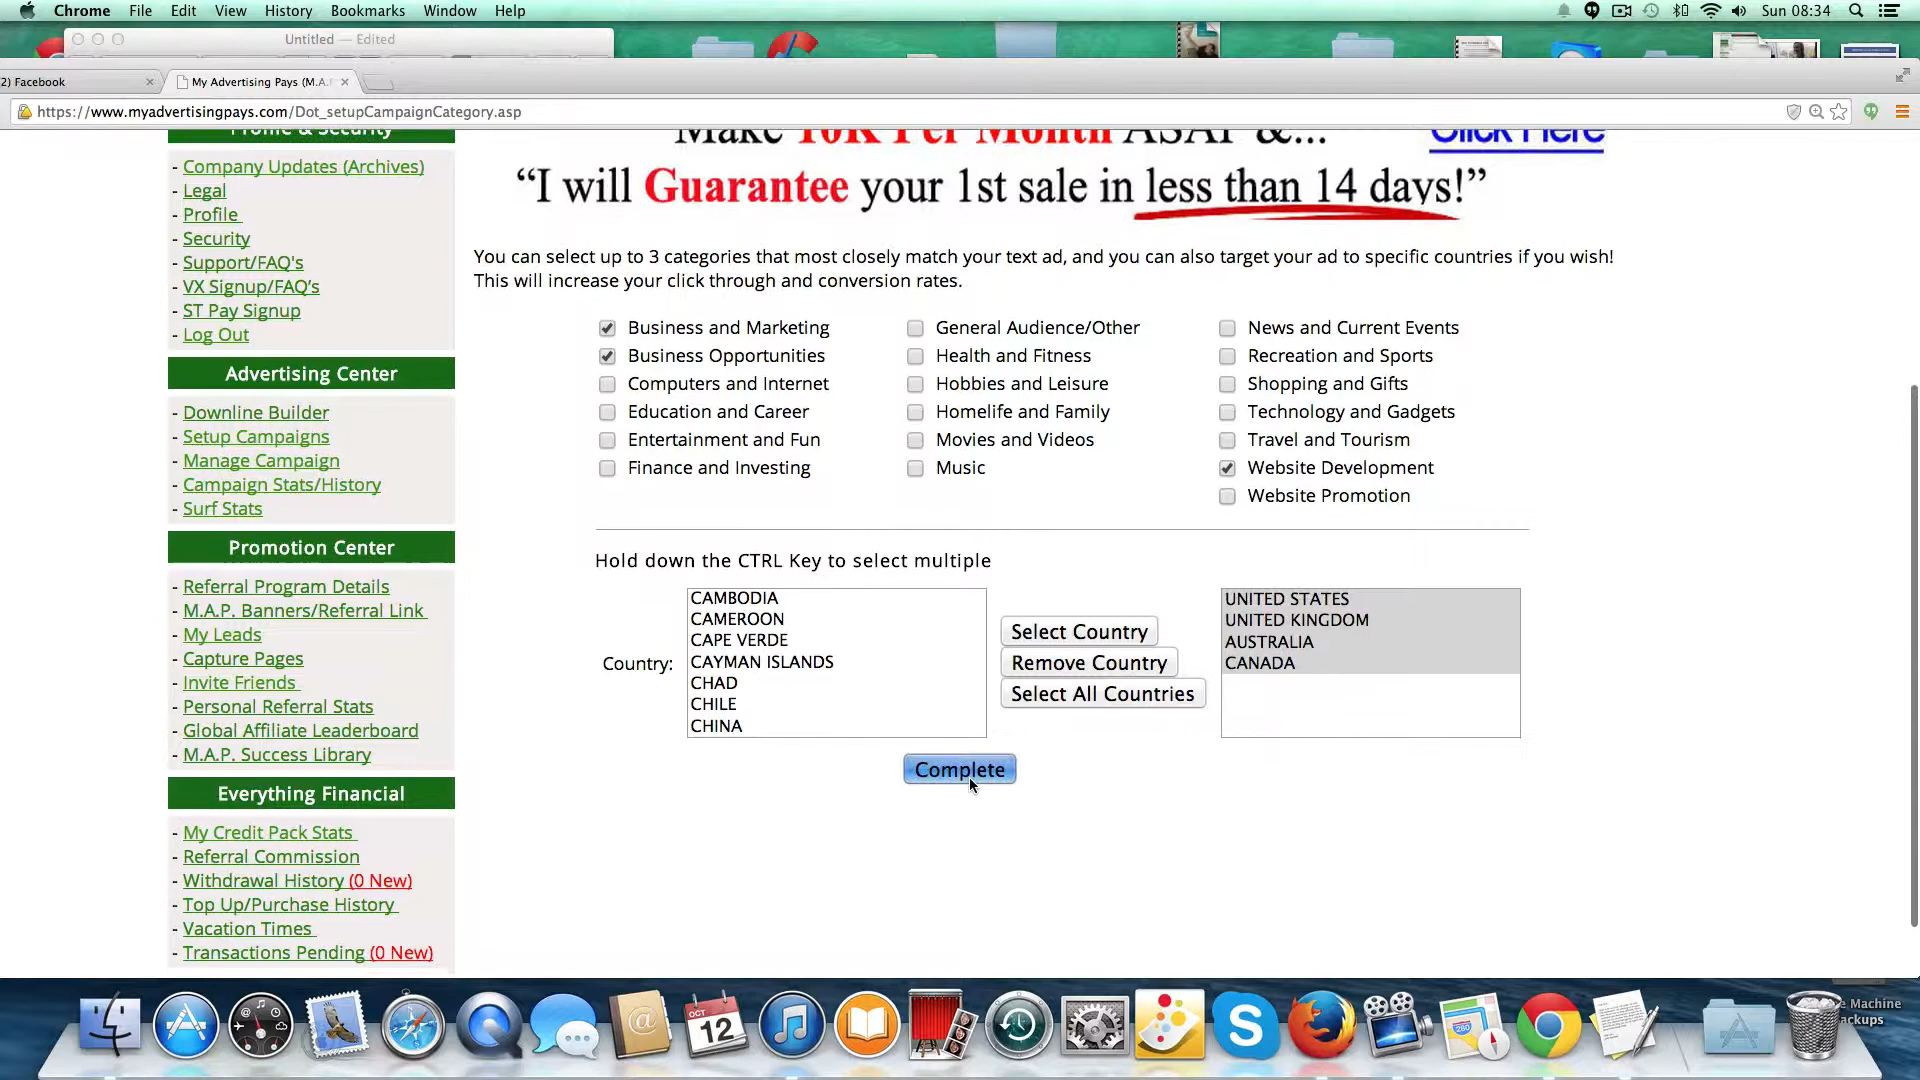 Chrome File Edit View History Bookmarks Window Help Sun 08:34
Untitled — Edited
2) Facebook My Advertising Pays (M.A.P
https://www.myadvertisingpays.com/Dot_setupCampaignCategory.asp
Profile & Security
- Company Updates (Archives)
- Legal
- Profile
- Security
- Support/FAQ's
- VX Signup/FAQ's
- ST Pay Signup
- Log Out
Advertising Center
- Downline Builder
- Setup Campaigns
- Manage Campaign
- Campaign Stats/History
- Surf Stats
Promotion Center
- Referral Program Details
- M.A.P. Banners/Referral Link
- My Leads
- Capture Pages
- Invite Friends
- Personal Referral Stats
- Global Affiliate Leaderboard
- M.A.P. Success Library
Everything Financial
- My Credit Pack Stats
- Referral Commission
- Withdrawal History (0 New)
- Top Up/Purchase History
- Vacation Times
- Transactions Pending (0 New)
Make 10K Per Month ASAP &... Click Here
“I will Guarantee your 1st sale in less than 14 days!”
You can select up to 3 categories that most closely match your text ad, and you can also target your ad to specific countries if you wish!
This will increase your click through and conversion rates.
Business and Marketing General Audience/Other News and Current Events
Business Opportunities Health and Fitness Recreation and Sports
Computers and Internet Hobbies and Leisure Shopping and Gifts
Education and Career Homelife and Family Technology and Gadgets
Entertainment and Fun Movies and Videos Travel and Tourism
Finance and Investing Music Website Development
Website Promotion
Hold down the CTRL Key to select multiple
Country:
CAMBODIA
CAMEROON
CAPE VERDE
CAYMAN ISLANDS
CHAD
CHILE
CHINA
Select Country
Remove Country
Select All Countries
UNITED STATES
UNITED KINGDOM
AUSTRALIA
CANADA
Complete
OCT
12
280
Machine
ackups